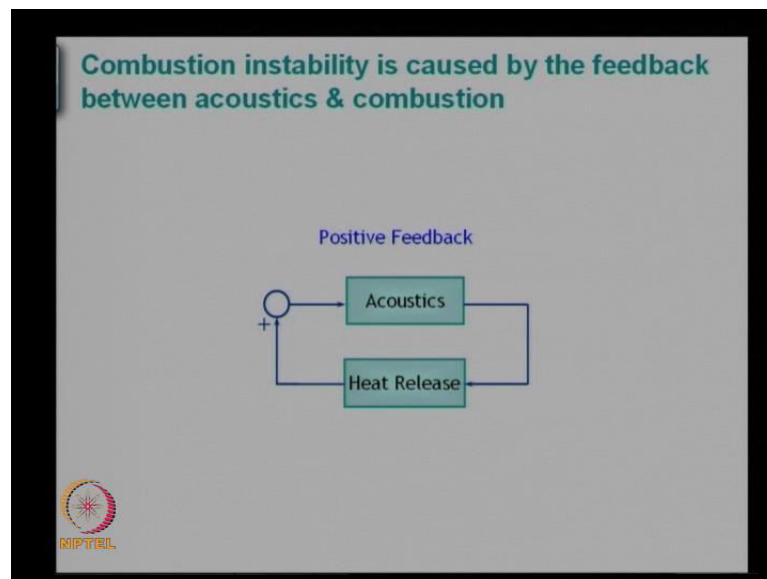 Combustion instability is caused by the feedback
between acoustics & combustion
Positive Feedback
Acoustics
+
Heat Release
NPTEL